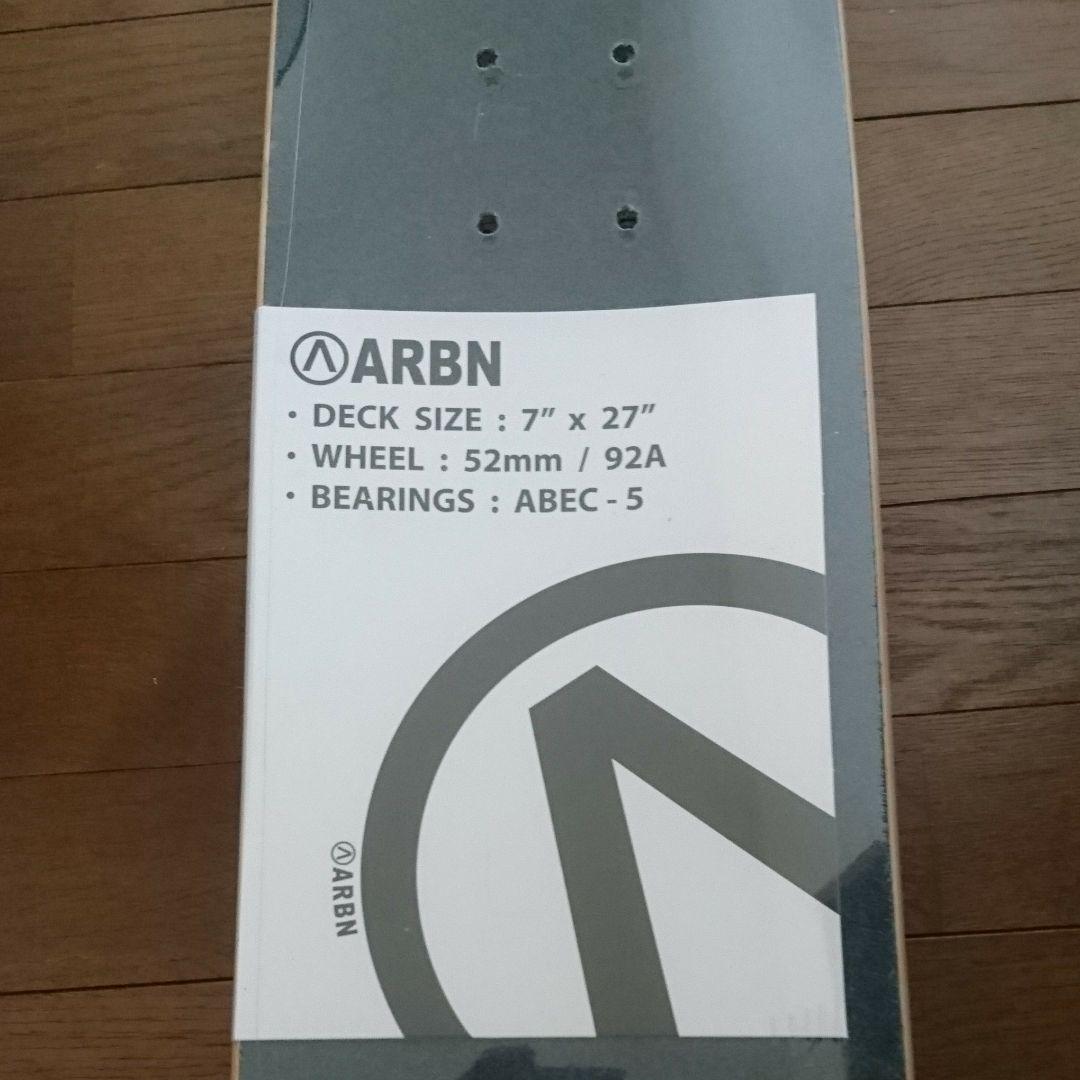 ARBN
• DECK SIZE : 7” x 27”
• WHEEL : 52mm / 92A
• BEARINGS : ABEC - 5
ARBN